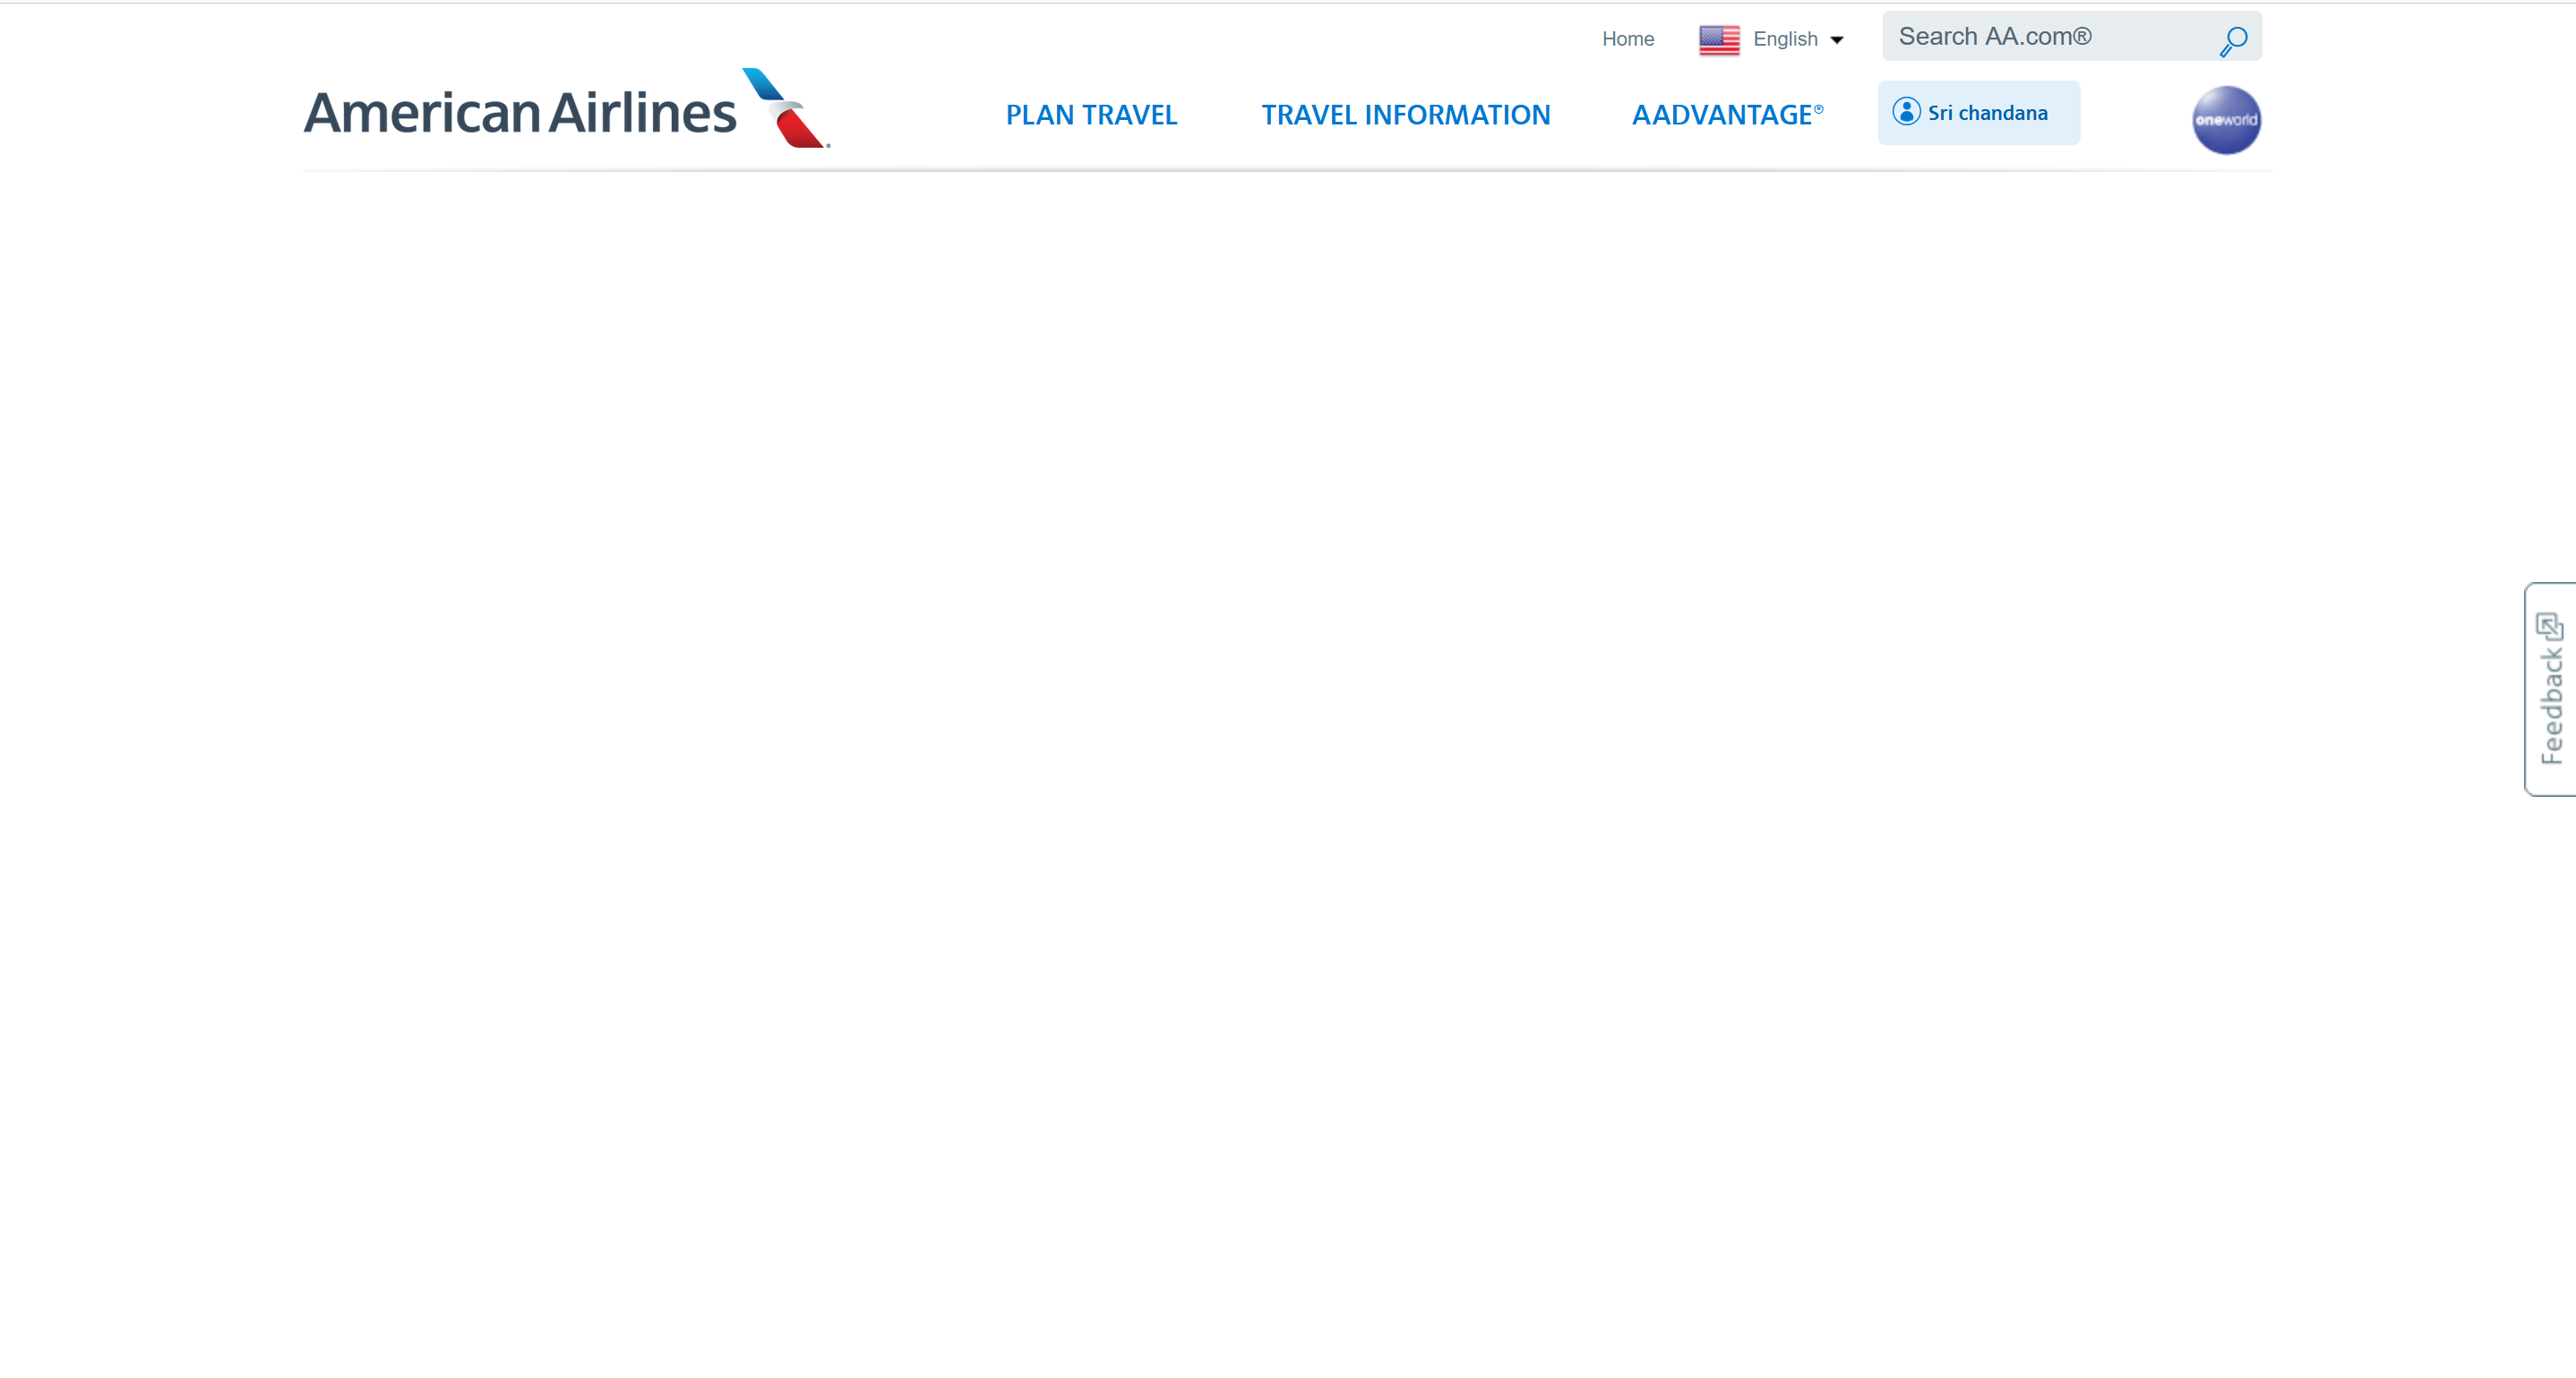 Home English Search AA.com®
American Airlines PLAN TRAVEL TRAVEL INFORMATION AADVANTAGE® Sri chandana oneworld
Feedback